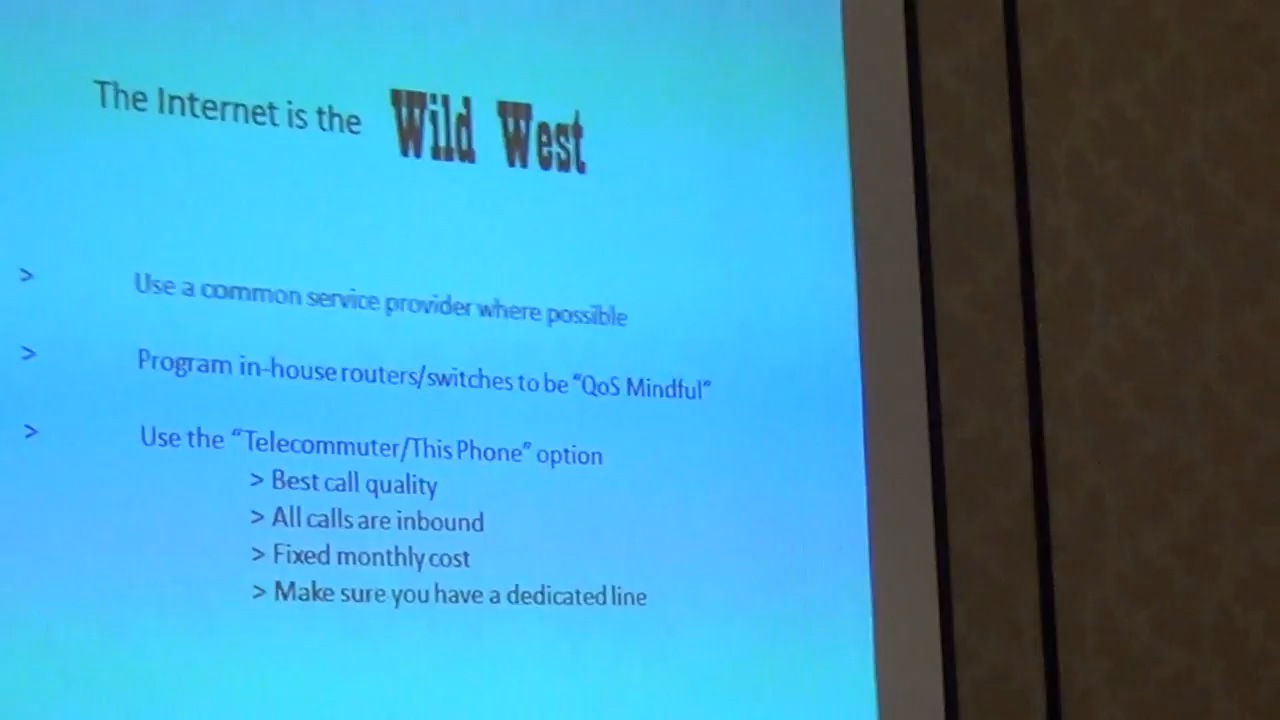 The Internet is the Wild West
> Use a common service provider where possible
> Program in-house routers/switches to be “QoS Mindful”
> Use the “Telecommuter/This Phone” option
> Best call quality
> All calls are inbound
> Fixed monthly cost
> Make sure you have a dedicated line